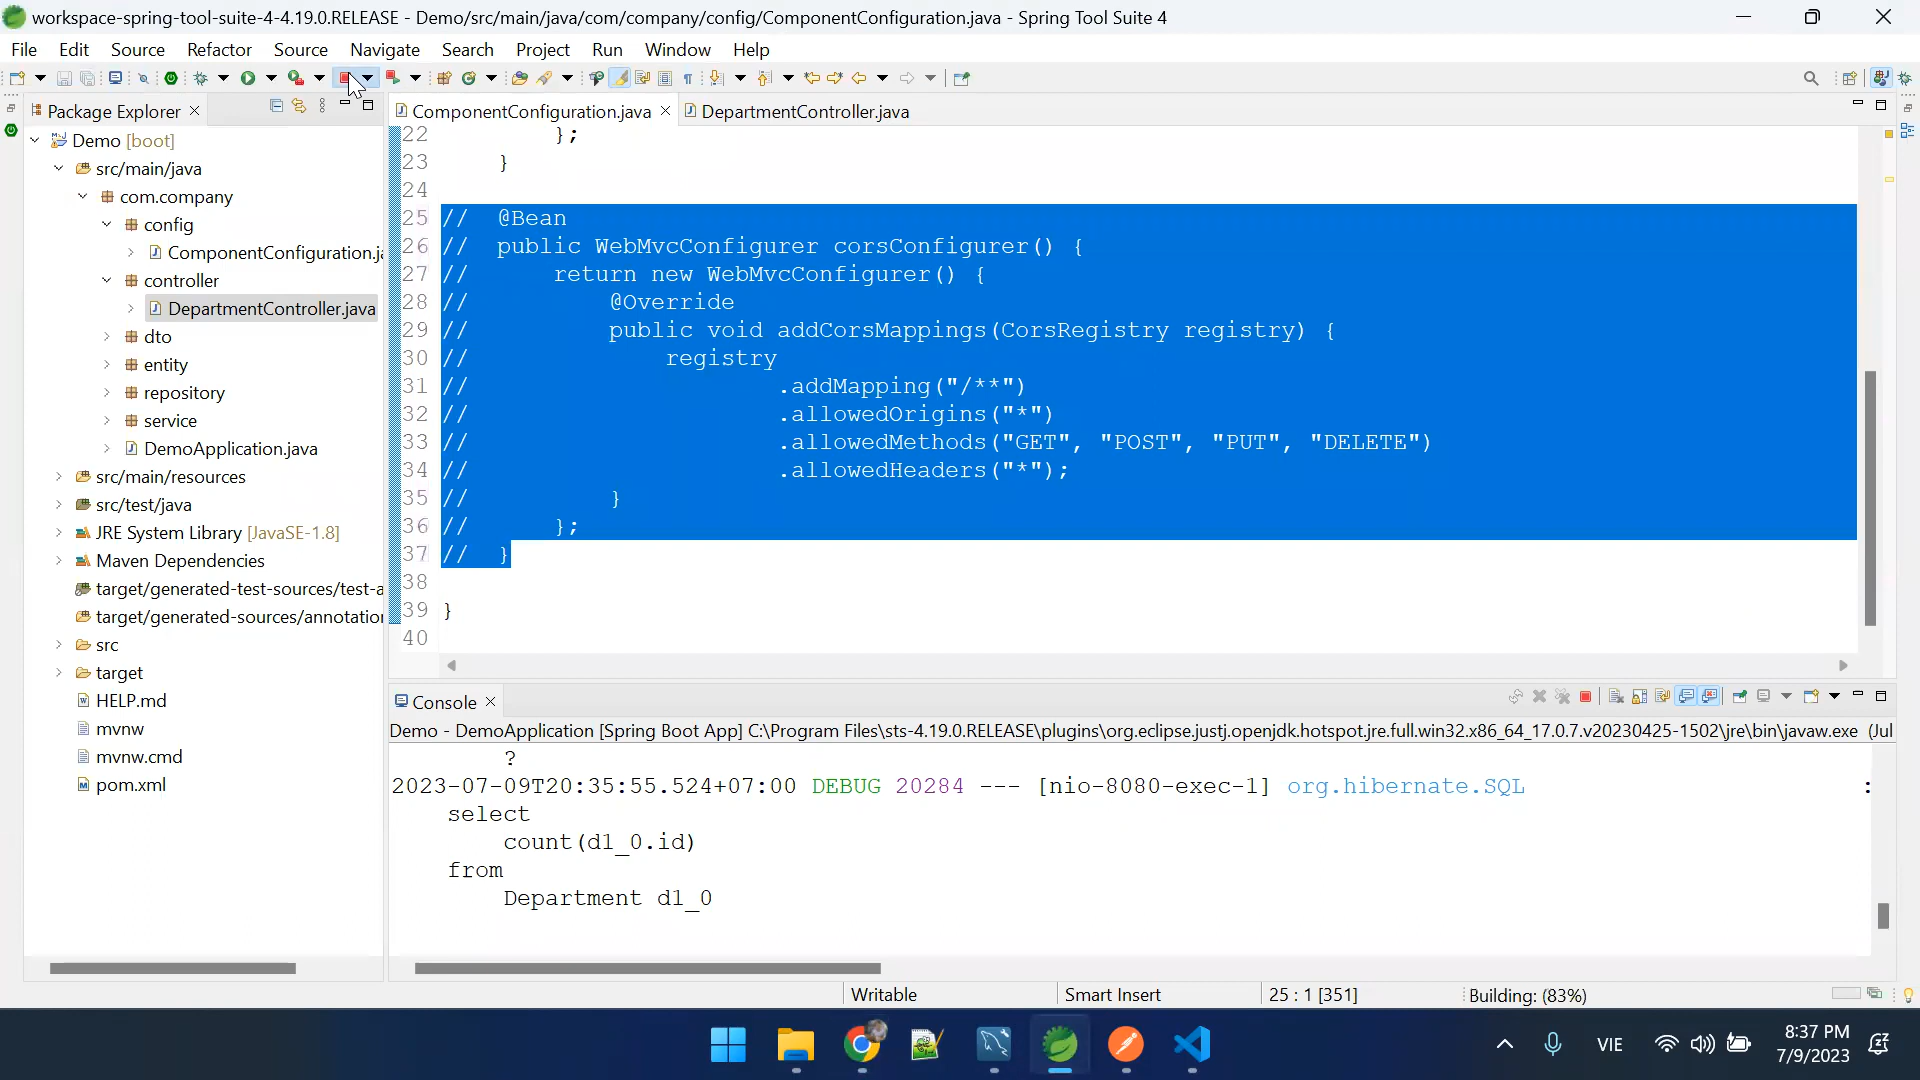 workspace-spring-tool-suite-4-4.19.0.RELEASE - Demo/src/main/java/com/company/config/ComponentConfiguration.java - Spring Tool Suite 4
File Edit Source Refactor Source Navigate Search Project Run Window Help
Package Explorer
ComponentConfiguration.java
DepartmentController.java
Demo [boot]
src/main/java
com.company
config
ComponentConfiguration.ja
controller
DepartmentController.java
dto
entity
repository
service
DemoApplication.java
src/main/resources
src/test/java
JRE System Library [JavaSE-1.8]
Maven Dependencies
target/generated-test-sources/test-a
target/generated-sources/annotation
src
target
HELP.md
mvnw
mvnw.cmd
pom.xml
22 };
23 }
24
25 // @Bean
26 // public WebMvcConfigurer corsConfigurer() {
27 // return new WebMvcConfigurer() {
28 // @Override
29 // public void addCorsMappings(CorsRegistry registry) {
30 // registry
31 // .addMapping("/**")
32 // .allowedOrigins("*")
33 // .allowedMethods("GET", "POST", "PUT", "DELETE")
34 // .allowedHeaders("*");
35 // }
36 // };
37 // }
38
39 }
40
Console
Demo - DemoApplication [Spring Boot App] C:\Program Files\sts-4.19.0.RELEASE\plugins\org.eclipse.justj.openjdk.hotspot.jre.full.win32.x86_64_17.0.7.v20230425-1502\jre\bin\javaw.exe (Jul
?
2023-07-09T20:35:55.524+07:00 DEBUG 20284 --- [nio-8080-exec-1] org.hibernate.SQL :
select
count(d1_0.id)
from
Department d1_0
Writable
Smart Insert
25 : 1 [351]
Building: (83%)
VIE
8:37 PM
7/9/2023